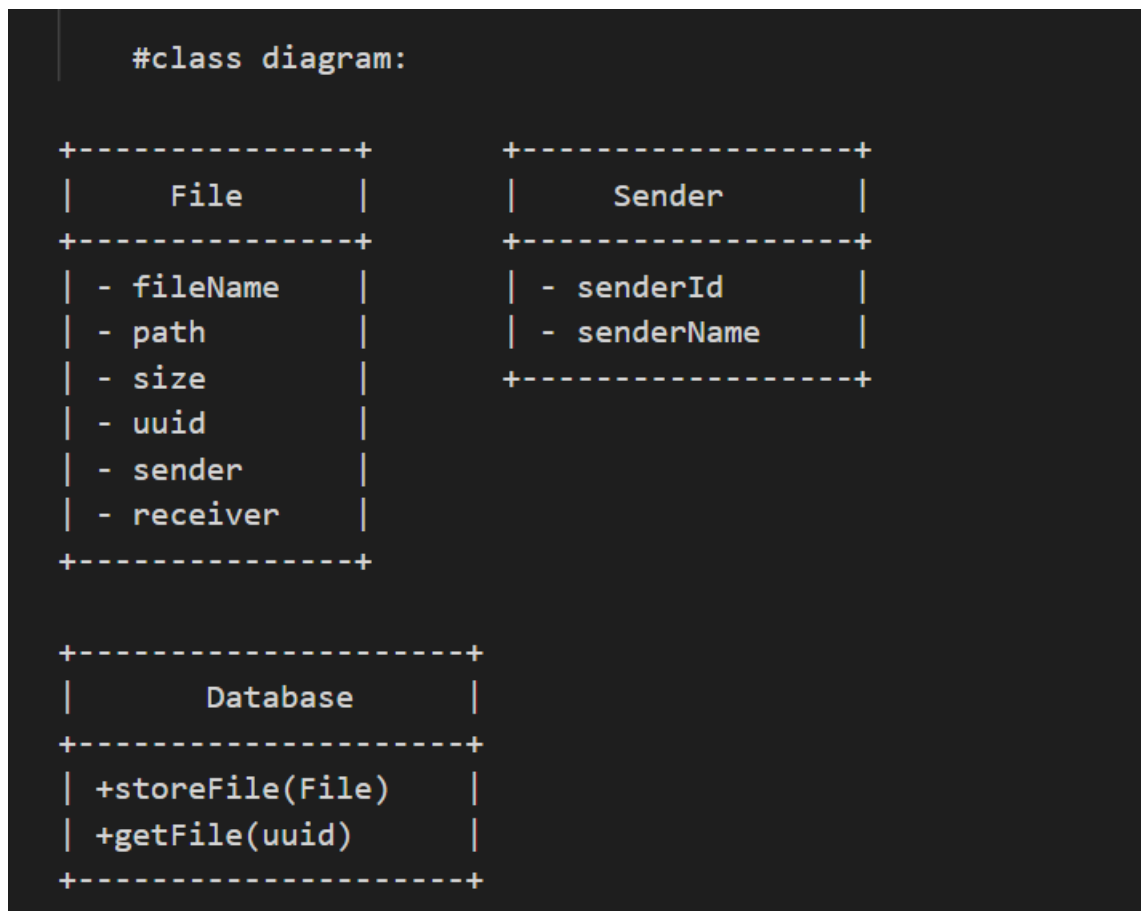 #class diagram:
+---------------+       +------------------+
|     File      |       |     Sender       |
+---------------+       +------------------+
| - fileName    |       | - senderId       |
| - path        |       | - senderName     |
| - size        |       +------------------+
| - uuid        |
| - sender      |
| - receiver    |
+---------------+
+---------------------+
|       Database      |
+---------------------+
| +storeFile(File)    |
| +getFile(uuid)      |
+---------------------+